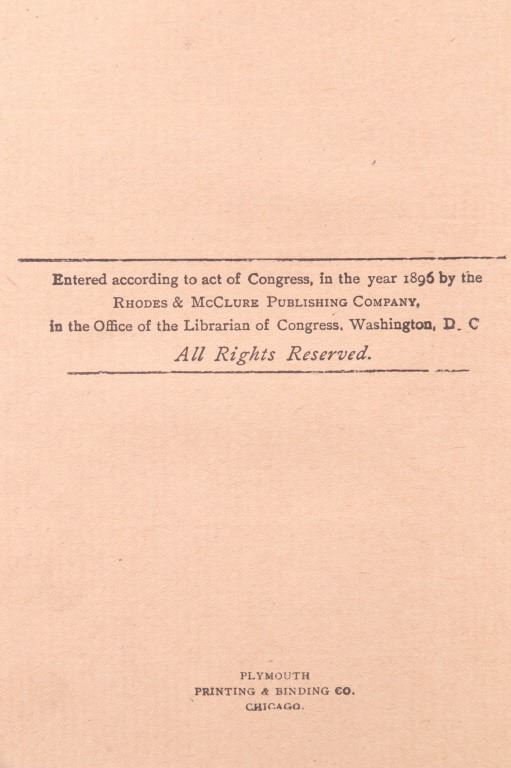 Entered according to act of Congress, in the year 1896 by the
RHODES & MCCLURE PUBLISHING COMPANY,
in the Office of the Librarian of Congress. Washington, D. C
All Rights Reserved.
PLYMOUTH
PRINTING & BINDING CO.
CHICAGO.